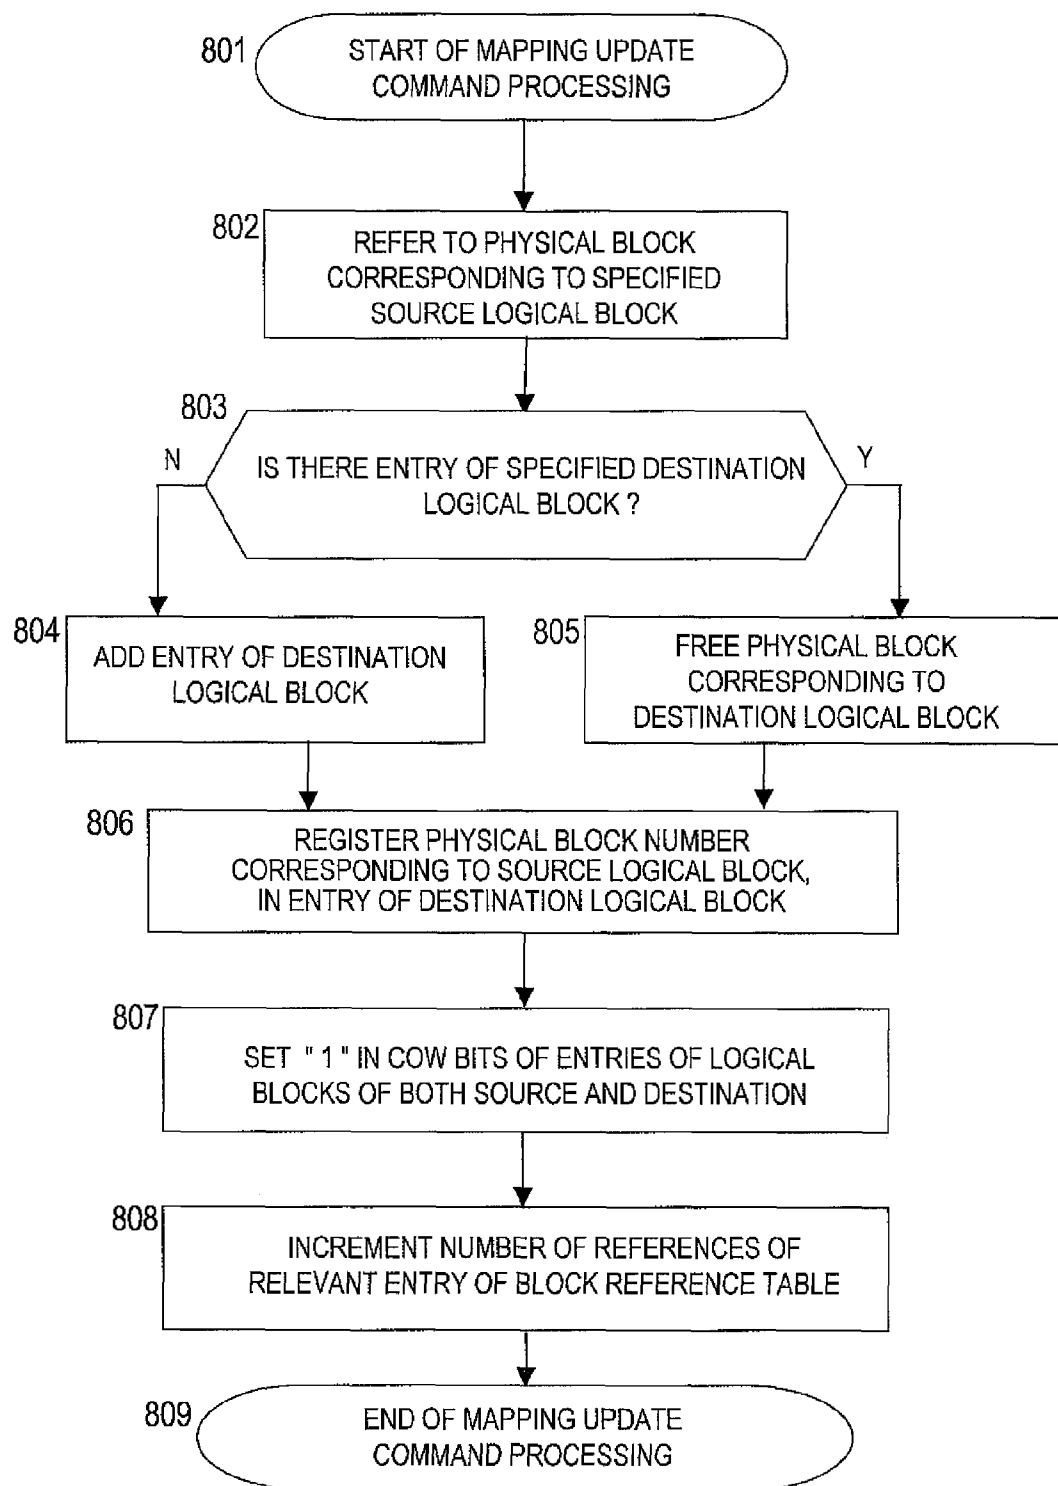 801
START OF MAPPING UPDATE
COMMAND PROCESSING
802
REFER TO PHYSICAL BLOCK
CORRESPONDING TO SPECIFIED
SOURCE LOGICAL BLOCK
803
N
IS THERE ENTRY OF SPECIFIED DESTINATION
LOGICAL BLOCK ?
Y
804
ADD ENTRY OF DESTINATION
LOGICAL BLOCK
805
FREE PHYSICAL BLOCK
CORRESPONDING TO
DESTINATION LOGICAL BLOCK
806
REGISTER PHYSICAL BLOCK NUMBER
CORRESPONDING TO SOURCE LOGICAL BLOCK,
IN ENTRY OF DESTINATION LOGICAL BLOCK
807
SET " 1 " IN COW BITS OF ENTRIES OF LOGICAL
BLOCKS OF BOTH SOURCE AND DESTINATION
808
INCREMENT NUMBER OF REFERENCES OF
RELEVANT ENTRY OF BLOCK REFERENCE TABLE
809
END OF MAPPING UPDATE
COMMAND PROCESSING